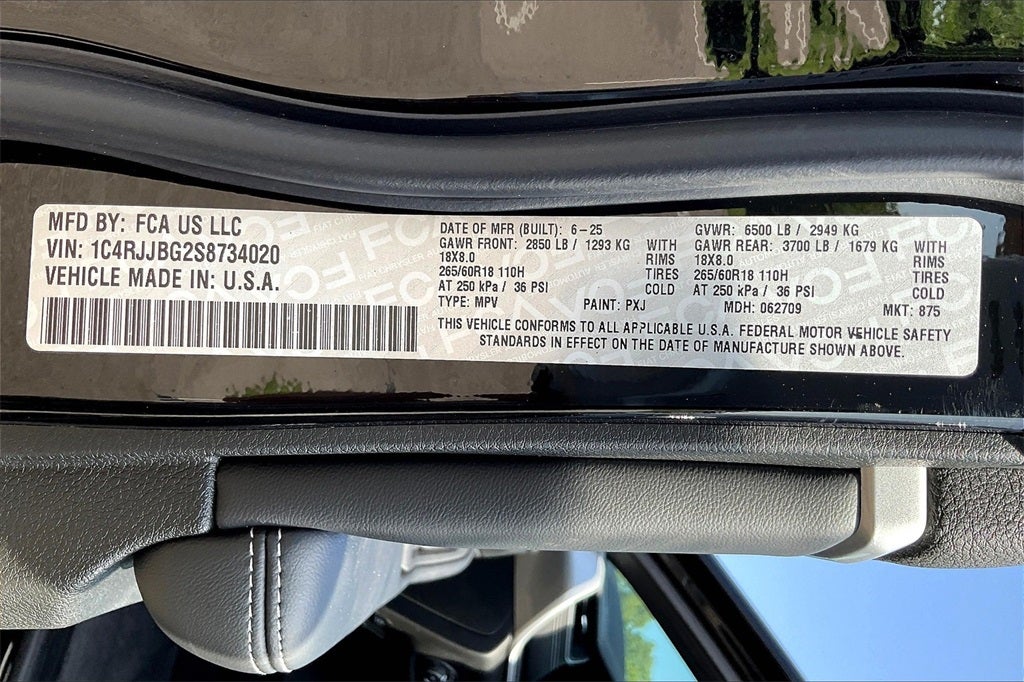 MFD BY: FCA US LLC
VIN: 1C4RJJBG2S8734020
VEHICLE MADE IN: U.S.A.
DATE OF MFR (BUILT): 6-25
GAWR FRONT: 2850 LB / 1293 KG WITH
18X8.0 RIMS
265/60R18 110H TIRES
AT 250 kPa / 36 PSI COLD
TYPE: MPV PAINT: PXJ
GVWR: 6500 LB / 2949 KG
GAWR REAR: 3700 LB / 1679 KG WITH
18X8.0 RIMS
265/60R18 110H TIRES
AT 250 kPa / 36 PSI COLD
MDH: 062709 MKT: 875
THIS VEHICLE CONFORMS TO ALL APPLICABLE U.S.A. FEDERAL MOTOR VEHICLE SAFETY
STANDARDS IN EFFECT ON THE DATE OF MANUFACTURE SHOWN ABOVE.